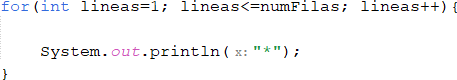 for(int lineas=1; lineas<=numFilas; lineas++){
System.out.println( x: "*");
}